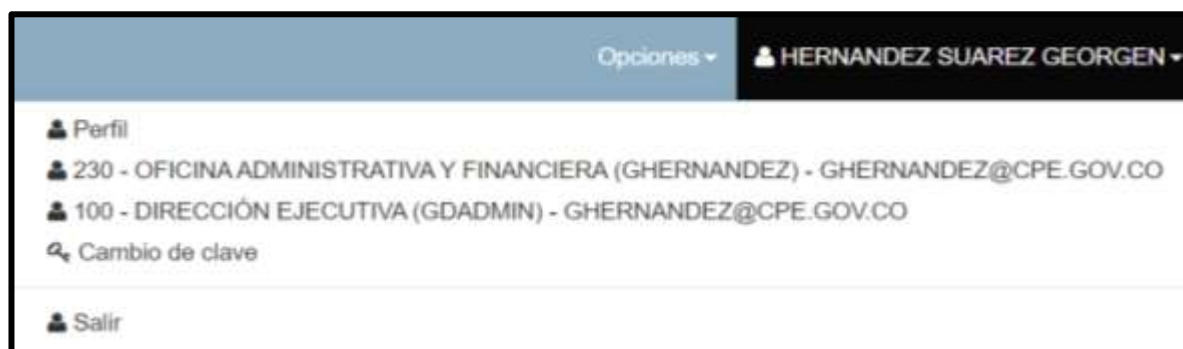 Opciones HERNANDEZ SUAREZ GEORGEN
Perfil
230 - OFICINA ADMINISTRATIVA Y FINANCIERA (GHERNANDEZ) - GHERNANDEZ@CPE.GOV.CO
100 - DIRECCIÓN EJECUTIVA (GDADMIN) - GHERNANDEZ@CPE.GOV.CO
Cambio de clave
Salir